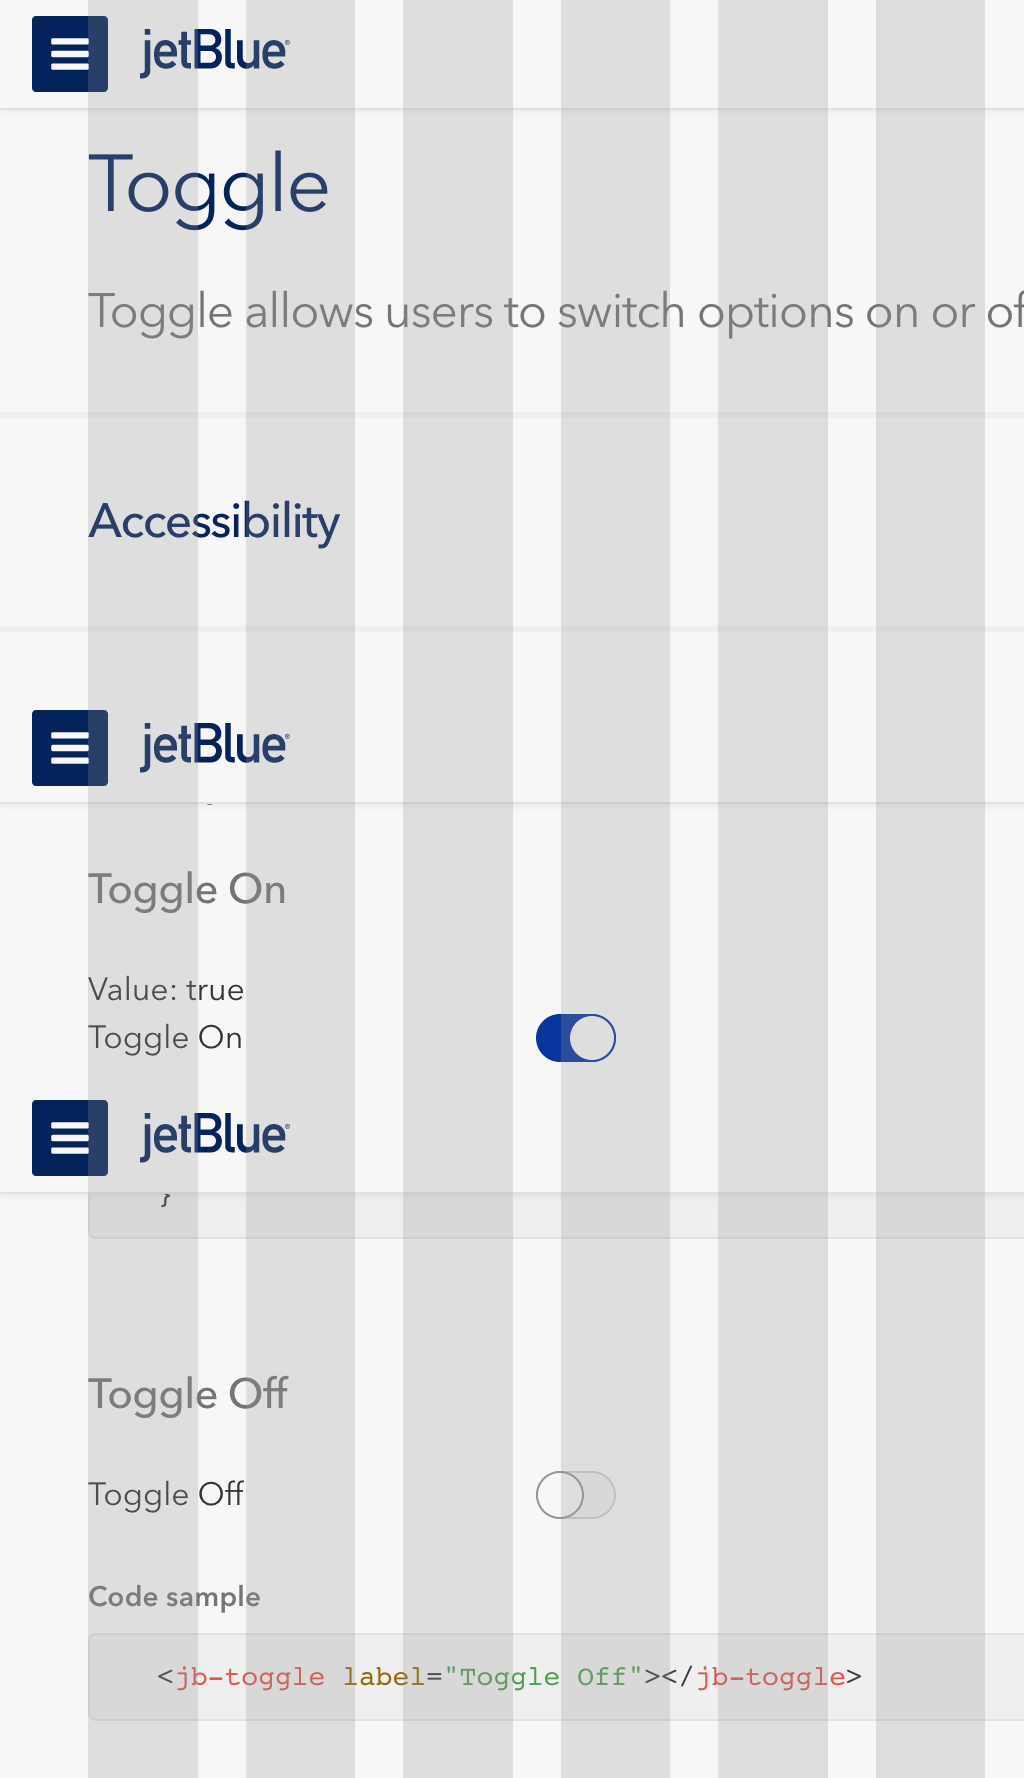 jetBlue®
Toggle
Toggle allows users to switch options on or of
Accessibility
jetBlue®
Toggle On
Value: true
Toggle On
jetBlue®
}
Toggle Off
Toggle Off
Code sample
<jb-toggle label="Toggle Off"></jb-toggle>